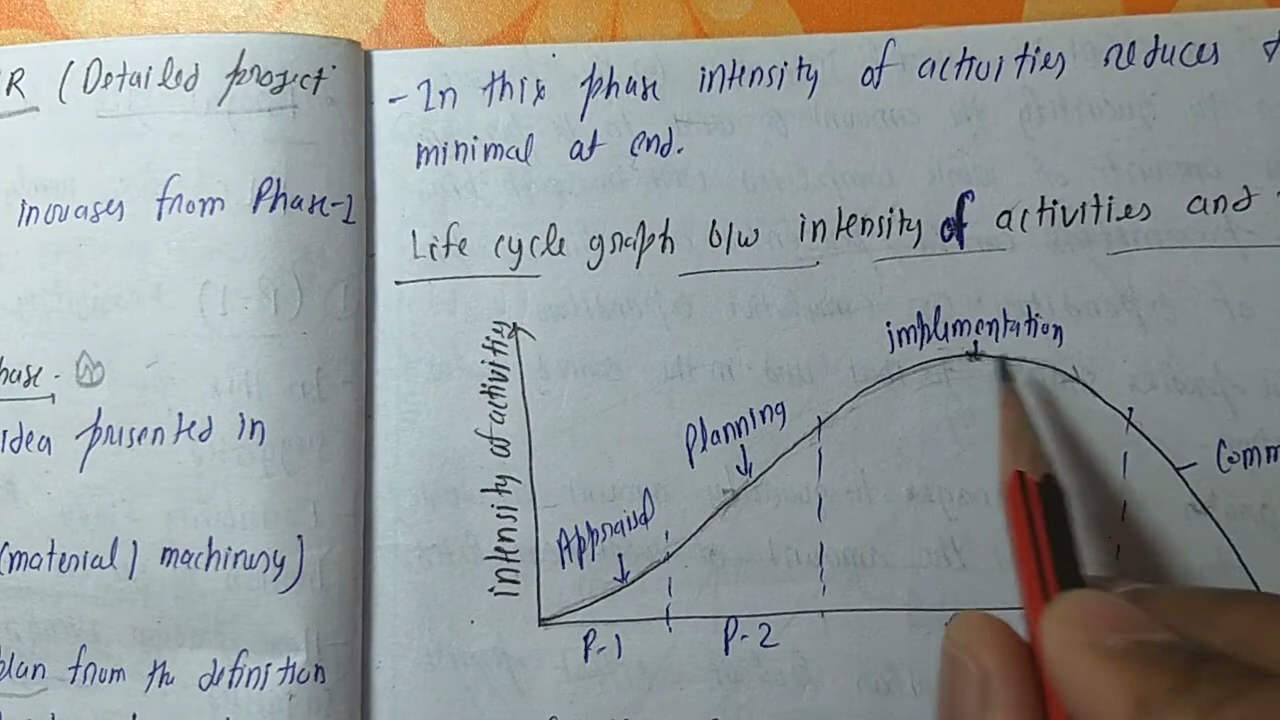 R (Detailed project
increases from Phase-1
hase.
idea prisented in
(material | machinery)
plan from the definition
- In this phase intensity of activities reduces
minimal at end.
Life cycle graph b/w intensity of activities and
intensity of activity
implimentation
Planning
Appraisal
Comm
P-1
P-2